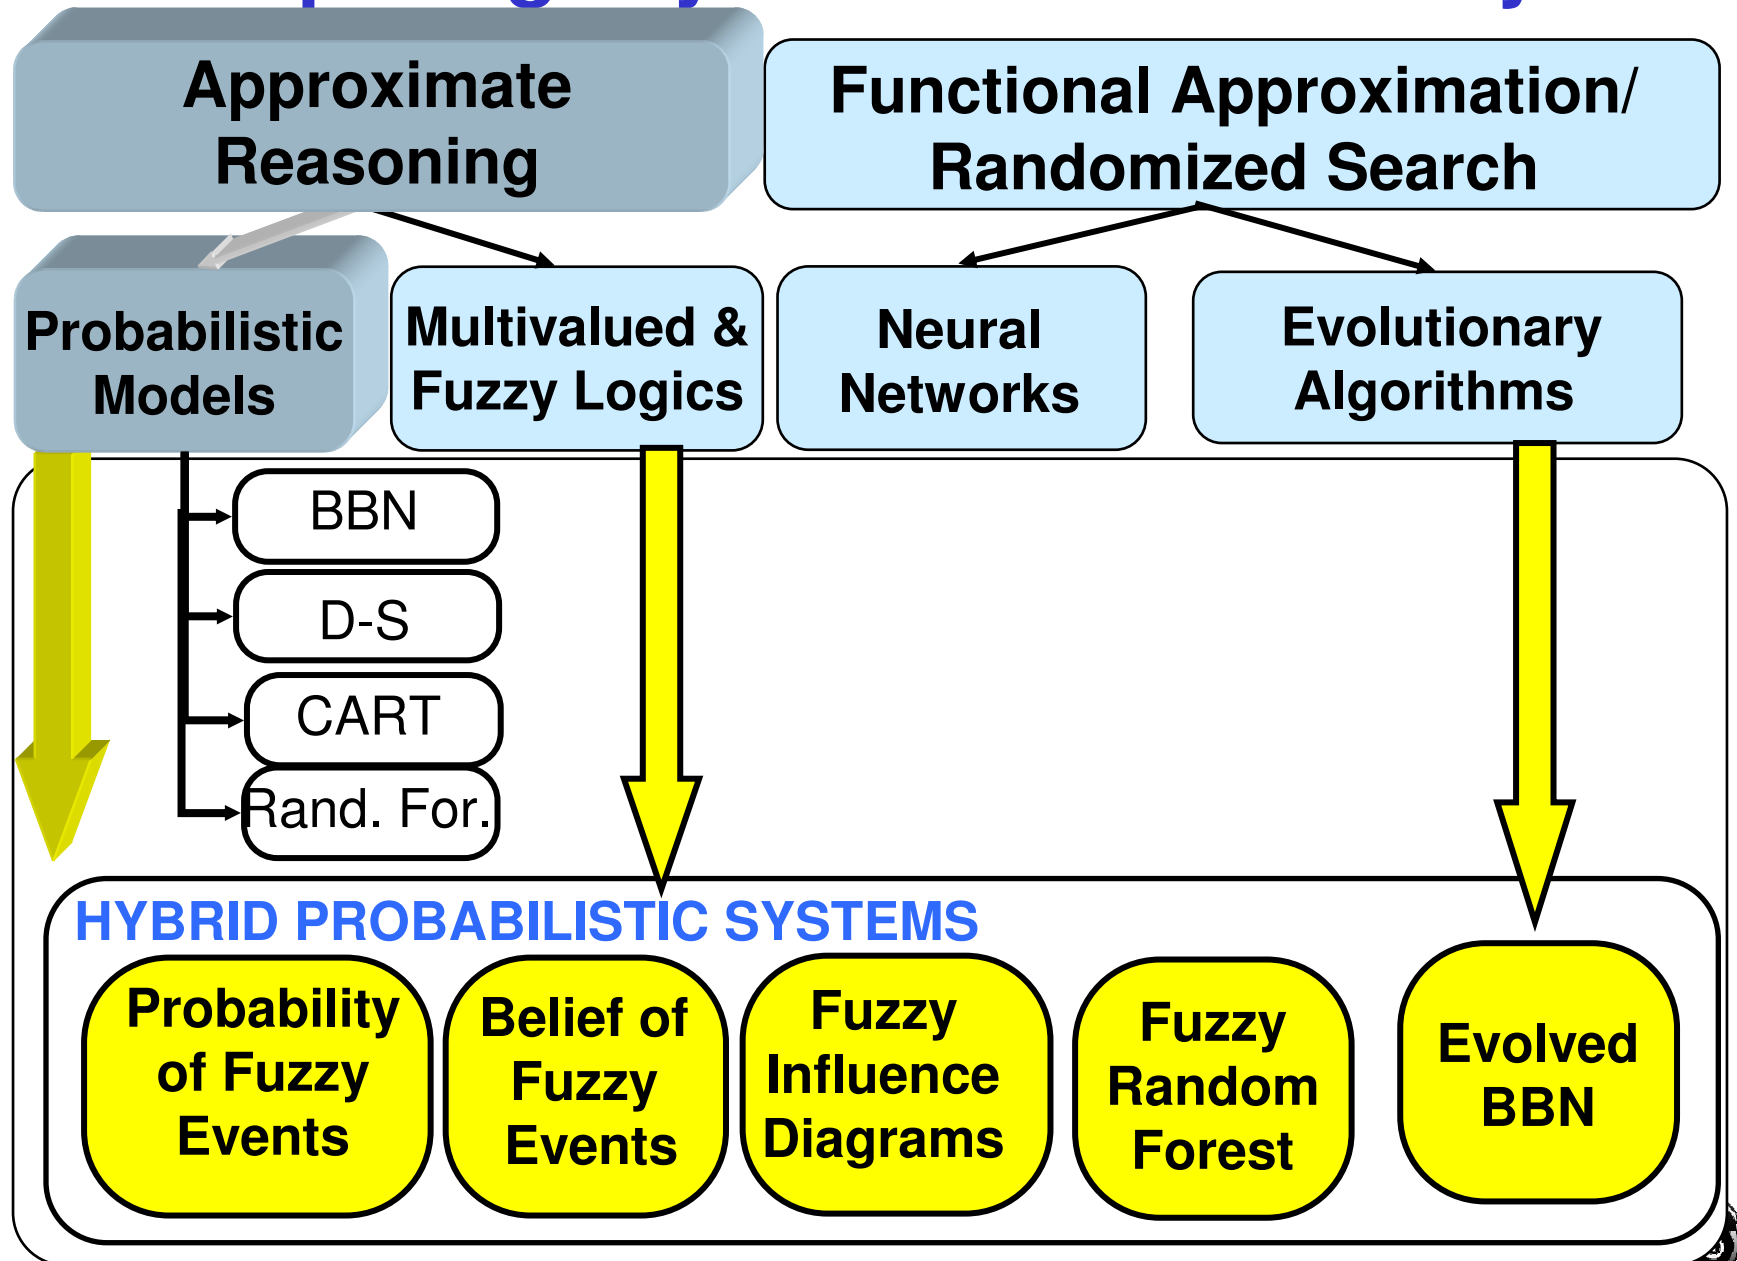 Approximate
Reasoning
Functional Approximation/
Randomized Search
Probabilistic
Models
Multivalued &
Fuzzy Logics
Neural
Networks
Evolutionary
Algorithms
BBN
D-S
CART
Rand. For.
HYBRID PROBABILISTIC SYSTEMS
Probability
of Fuzzy
Events
Belief of
Fuzzy
Events
Fuzzy
Influence
Diagrams
Fuzzy
Random
Forest
Evolved
BBN